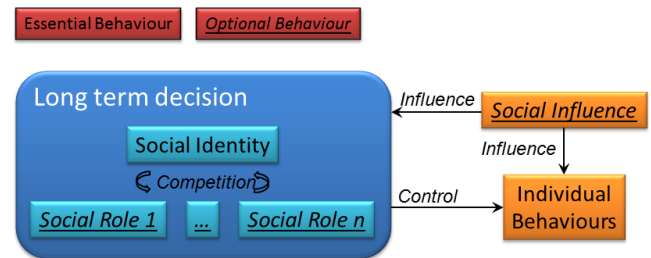 Essential Behaviour
Optional Behaviour
Long term decision
Influence
Social Influence
Social Identity
Influence
Competition
Control
Individual
Behaviours
Social Role 1
...
Social Role n